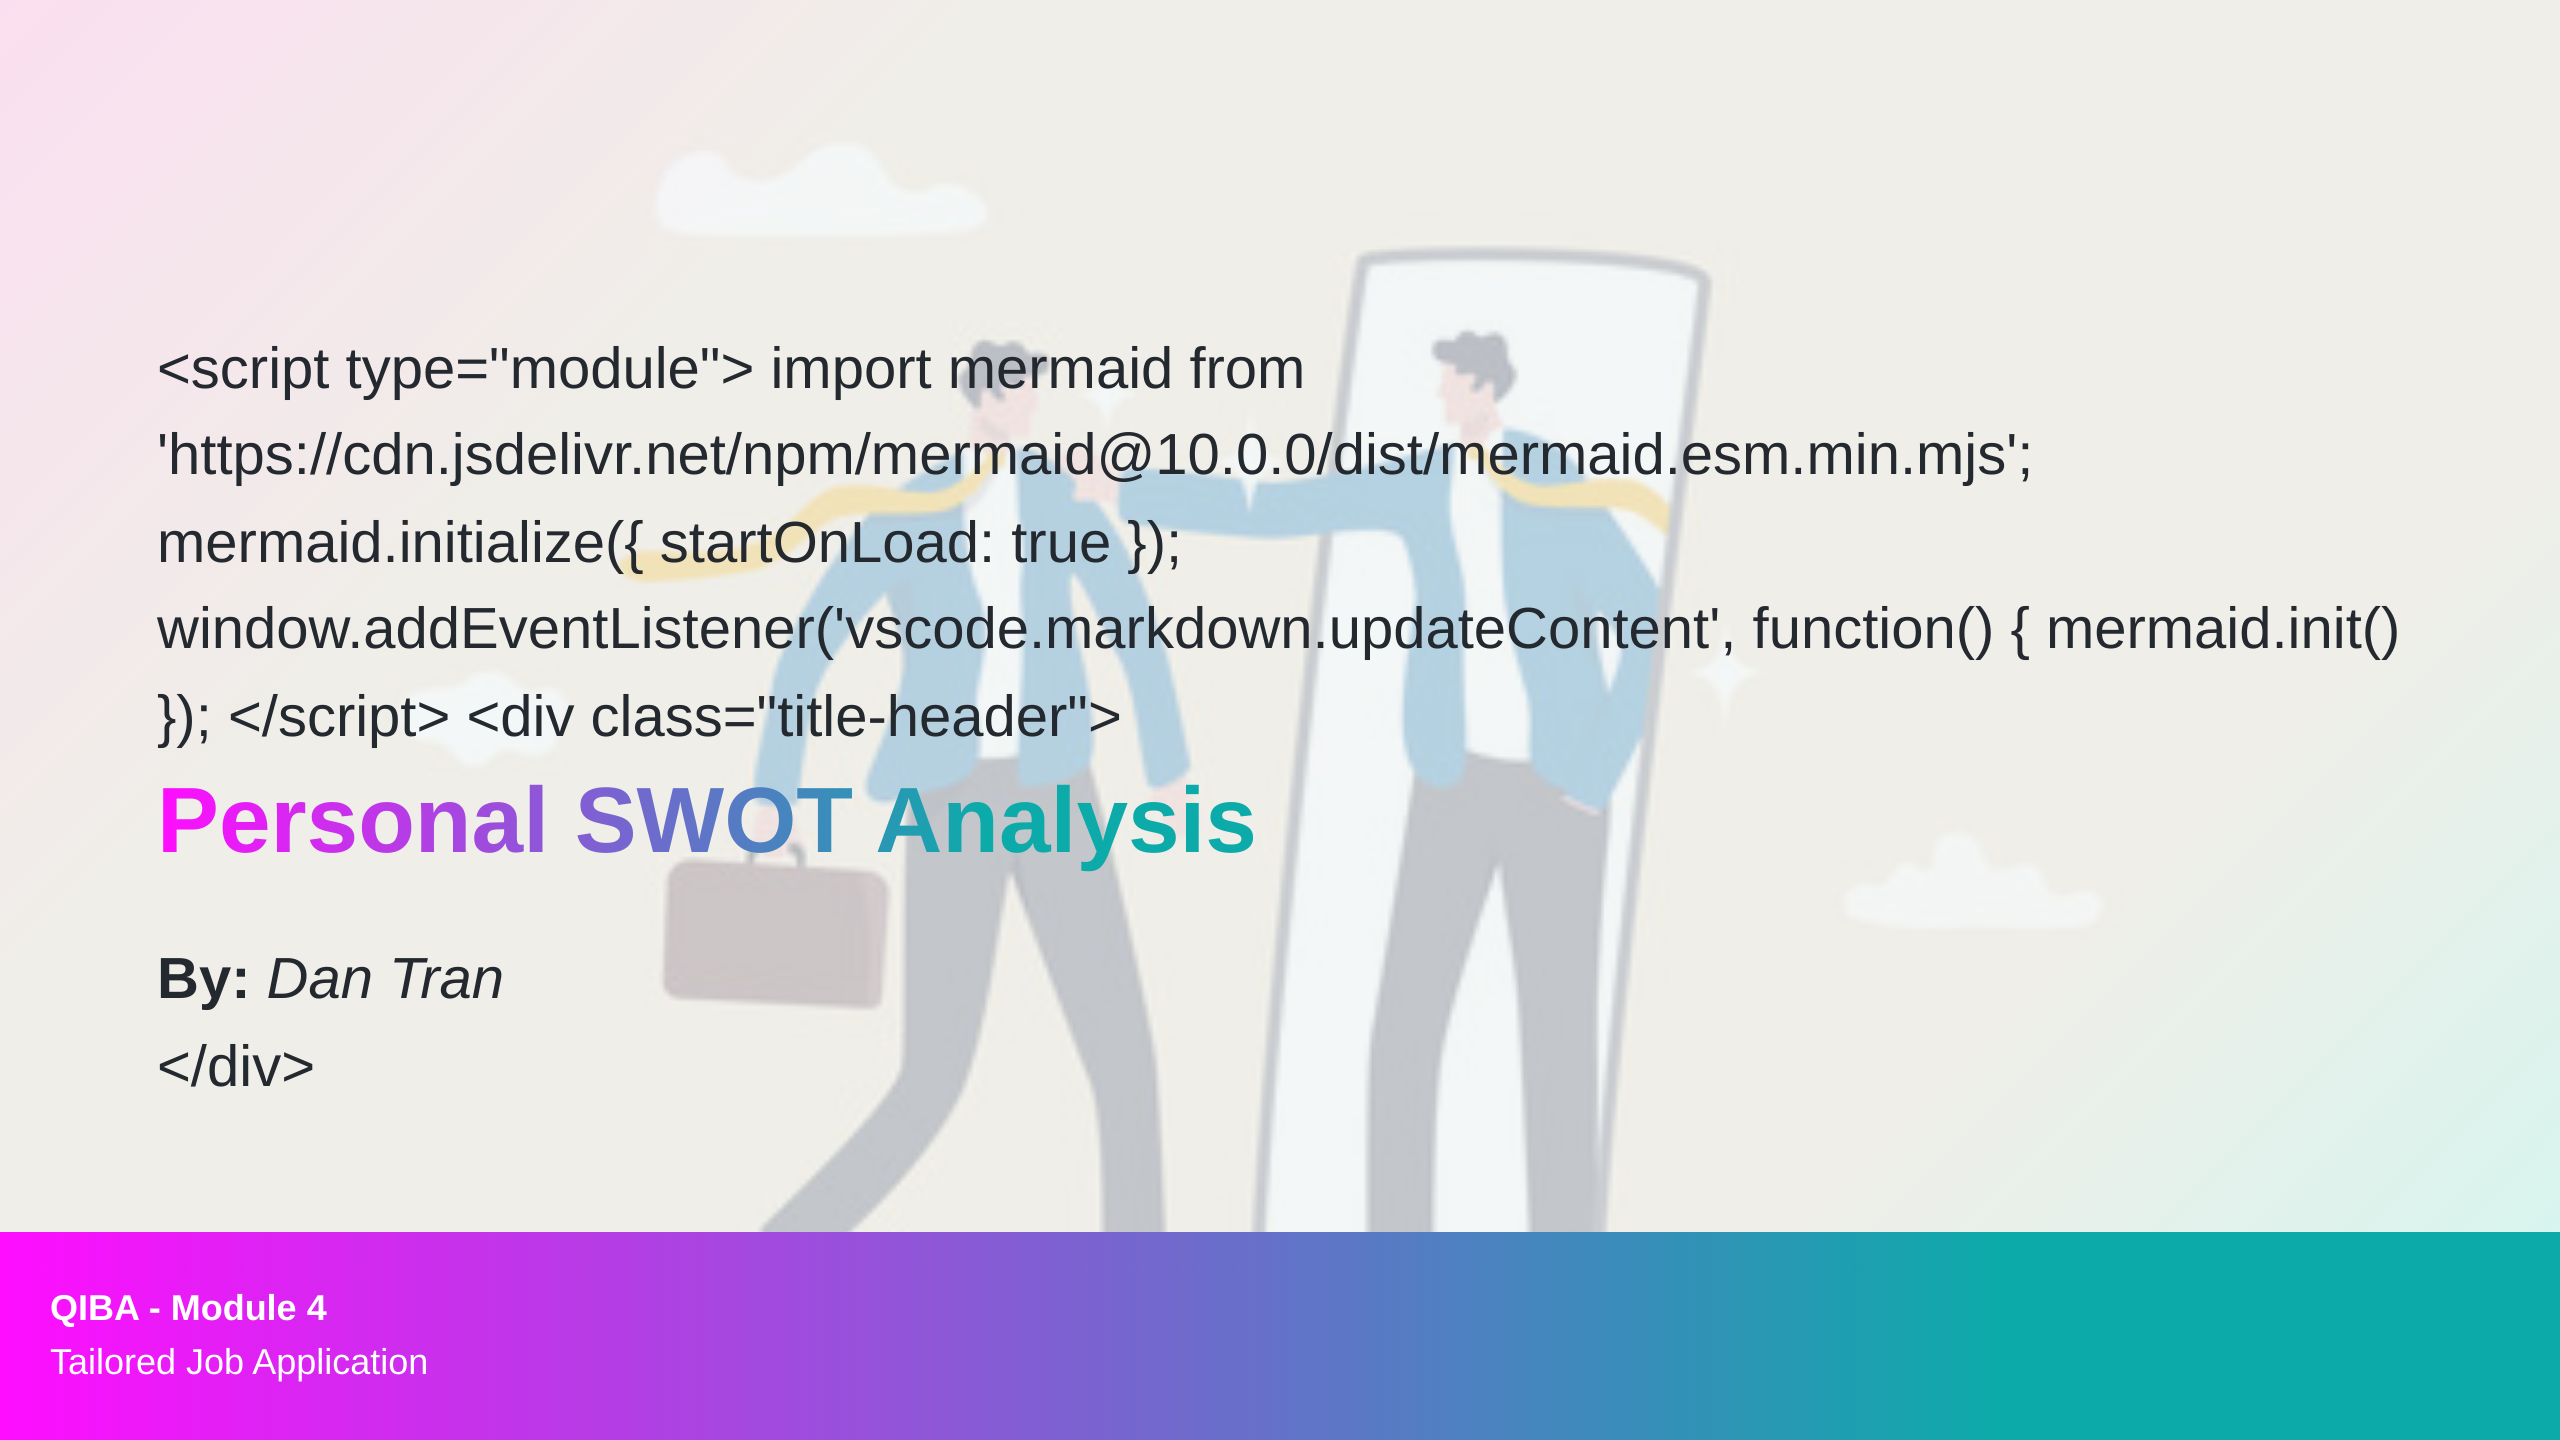 <script type="module"> import mermaid from
'https://cdn.jsdelivr.net/npm/mermaid@10.0.0/dist/mermaid.esm.min.mjs';
mermaid.initialize({ startOnLoad: true });
window.addEventListener('vscode.markdown.updateContent', function() { mermaid.init()
}); </script> <div class="title-header">
Personal SWOT Analysis
By: Dan Tran
</div>
QIBA - Module 4
Tailored Job Application